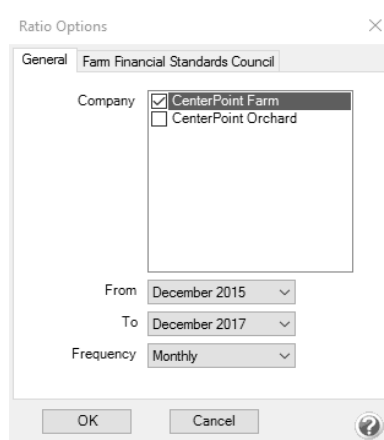 Ratio Options
General Farm Financial Standards Council
Company
CenterPoint Farm
CenterPoint Orchard
From December 2015
To December 2017
Frequency Monthly
OK Cancel